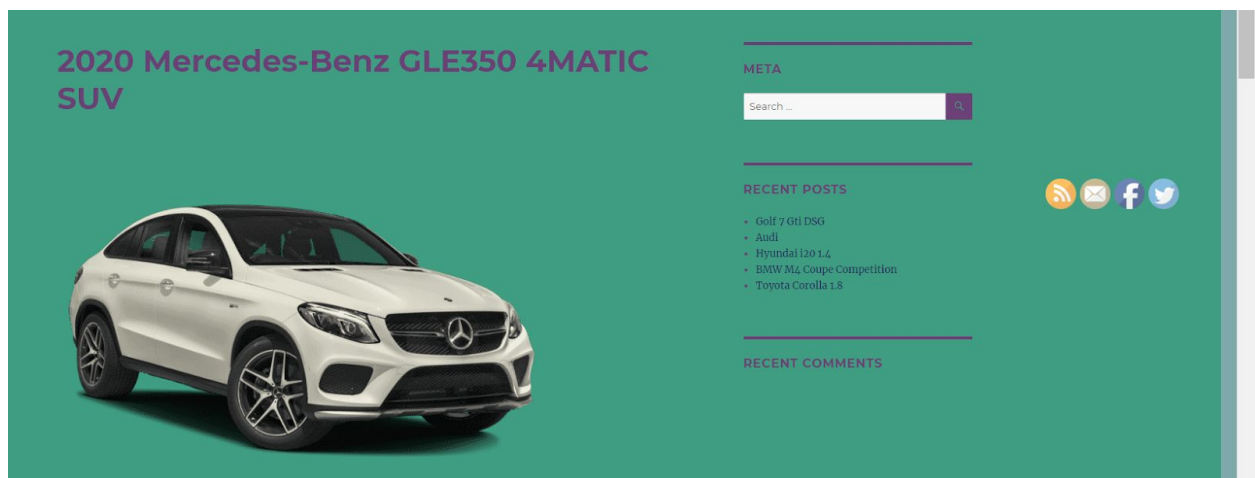 2020 Mercedes-Benz GLE350 4MATIC
SUV
META
Search ...
RECENT POSTS
Golf 7 Gti DSG
Audi
Hyundai i20 1.4
BMW M4 Coupe Competition
Toyota Corolla 1.8
RECENT COMMENTS